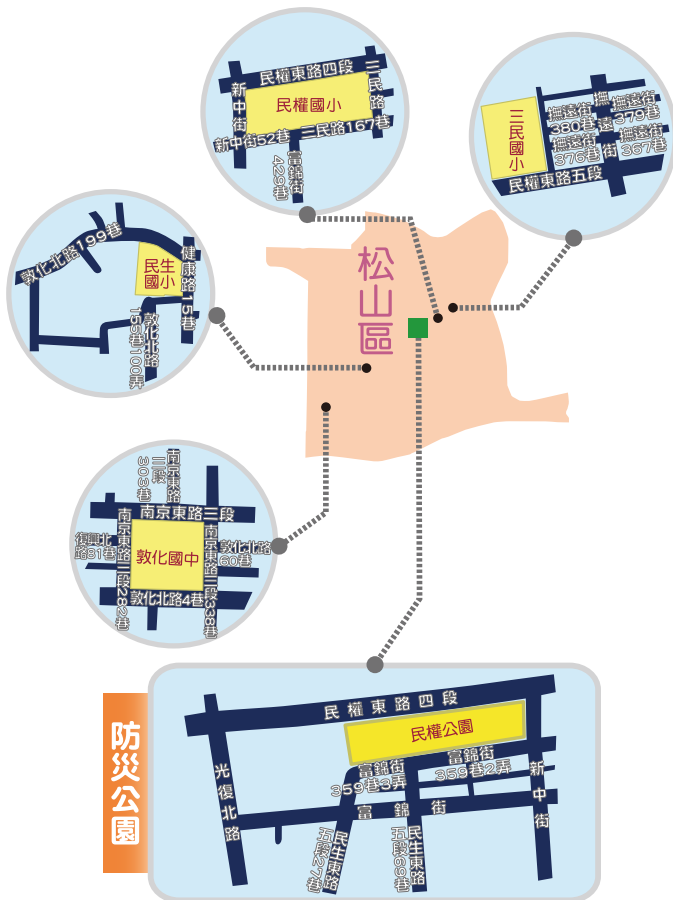 民權東路四段
新中街
三民路
民權國小
新中街52巷
三民路167巷
富錦街
429巷
三民國小
撫遠街
撫遠街
380巷
撫遠街
379巷
撫遠街
376巷
撫遠街
367巷
民權東路五段
敦化北路199巷
民生
國小
健康路15巷
敦化北路
155巷100弄
松山區
南京東路
三段
303巷
南京東路三段
復興北
路81巷
南京東路三段282巷
敦化國中
南京東路三段338巷
敦化北路
60巷
敦化北路4巷
防災公園
民權東路四段
民權公園
光復北路
富錦街
359巷3弄
富錦街
359巷2弄
新中街
富錦街
民生東路
五段27巷
民生東路
五段69巷